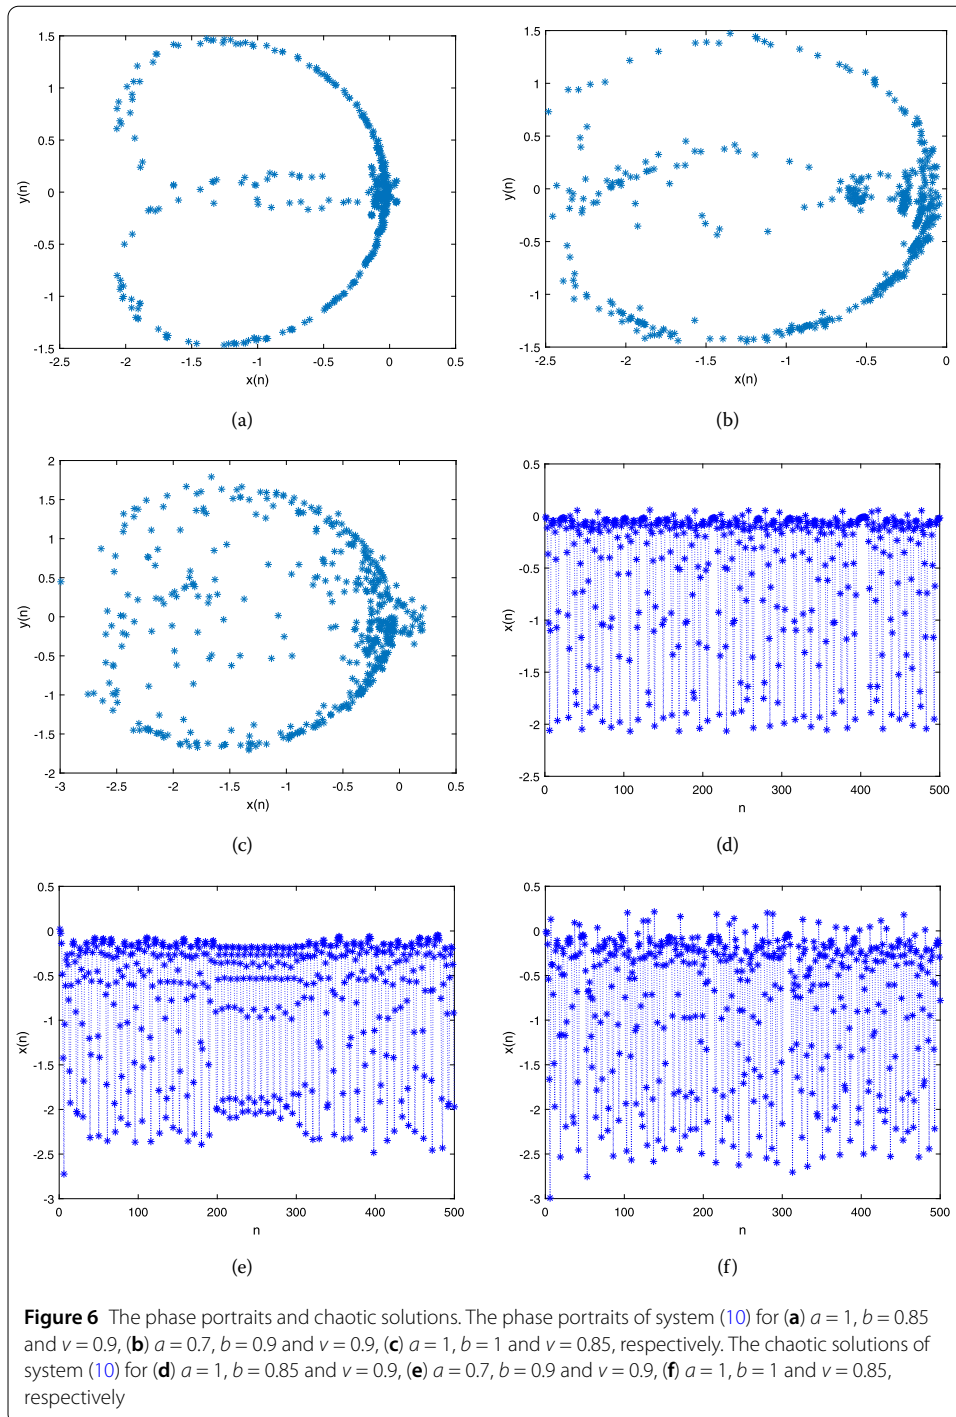 1.5
1
0.5
0
-0.5
-1
-1.5
y(n)
-2.5 -2 -1.5 -1 -0.5 0 0.5
x(n)
(a)
1.5
1
0.5
0
-0.5
-1
-1.5
y(n)
-2.5 -2 -1.5 -1 -0.5 0
x(n)
(b)
2
1.5
1
0.5
0
-0.5
-1
-1.5
-2
y(n)
-3 -2.5 -2 -1.5 -1 -0.5 0 0.5
x(n)
(c)
0.5
0
-0.5
-1
-1.5
-2
-2.5
x(n)
0 100 200 300 400 500
n
(d)
0.5
0
-0.5
-1
-1.5
-2
-2.5
-3
x(n)
0 100 200 300 400 500
n
(e)
0.5
0
-0.5
-1
-1.5
-2
-2.5
-3
x(n)
0 100 200 300 400 500
n
(f)
Figure 6 The phase portraits and chaotic solutions. The phase portraits of system (10) for (a) a = 1, b = 0.85
and ν = 0.9, (b) a = 0.7, b = 0.9 and ν = 0.9, (c) a = 1, b = 1 and ν = 0.85, respectively. The chaotic solutions of
system (10) for (d) a = 1, b = 0.85 and ν = 0.9, (e) a = 0.7, b = 0.9 and ν = 0.9, (f) a = 1, b = 1 and ν = 0.85,
respectively